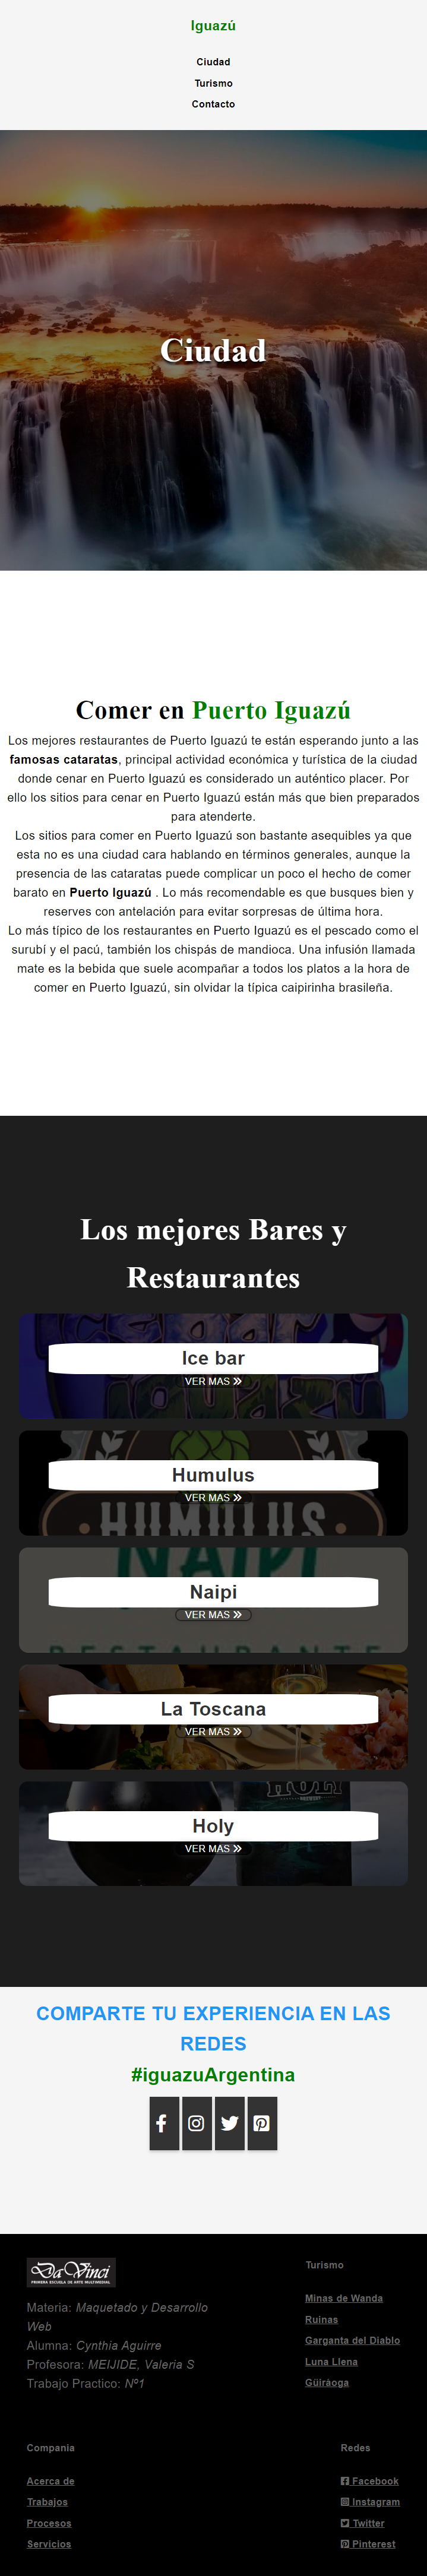 Iguazú
Ciudad
Turismo
Contacto
Ciudad
Comer en Puerto Iguazú
Los mejores restaurantes de Puerto Iguazú te están esperando junto a las
famosas cataratas, principal actividad económica y turística de la ciudad
donde cenar en Puerto Iguazú es considerado un auténtico placer. Por
ello los sitios para cenar en Puerto Iguazú están más que bien preparados
para atenderte.
Los sitios para comer en Puerto Iguazú son bastante asequibles ya que
esta no es una ciudad cara hablando en términos generales, aunque la
presencia de las cataratas puede complicar un poco el hecho de comer
barato en Puerto Iguazú . Lo más recomendable es que busques bien y
reserves con antelación para evitar sorpresas de última hora.
Lo más típico de los restaurantes en Puerto Iguazú es el pescado como el
surubí y el pacú, también los chispás de mandioca. Una infusión llamada
mate es la bebida que suele acompañar a todos los platos a la hora de
comer en Puerto Iguazú, sin olvidar la típica caipirinha brasileña.
Los mejores Bares y
Restaurantes
Ice bar
VER MAS
Humulus
VER MAS
HUMULUS
NAIPI
Naipi
VER MAS
RESTAURANTE
La Toscana
VER MAS
HOLY
Holy
VER MAS
COMPARTE TU EXPERIENCIA EN LAS
REDES
#iguazuArgentina
Da Vinci
PRIMERA ESCUELA DE ARTE MULTIMEDIAL
Materia: Maquetado y Desarrollo
Web
Alumna: Cynthia Aguirre
Profesora: MEIJIDE, Valeria S
Trabajo Practico: Nº1
Turismo
Minas de Wanda
Ruinas
Garganta del Diablo
Luna Llena
Güiráoga
Compania
Acerca de
Trabajos
Procesos
Servicios
Redes
Facebook
Instagram
Twitter
Pinterest